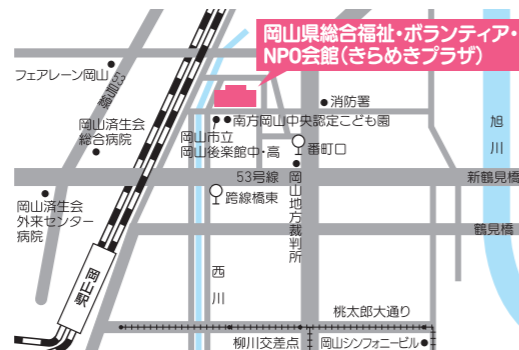 岡山県総合福祉・ボランティア・
NPO会館（きらめきプラザ）
フェアレーン岡山
消防署
岡山済生会
総合病院
南方岡山中央認定こども園
岡山市立
岡山後楽館中・高
番町口
旭川
53号線
新鶴見橋
岡山済生会
外来センター
病院
跨線橋東
岡山地方裁判所
鶴見橋
岡山駅
西川
桃太郎大通り
柳川交差点
岡山シンフォニービル